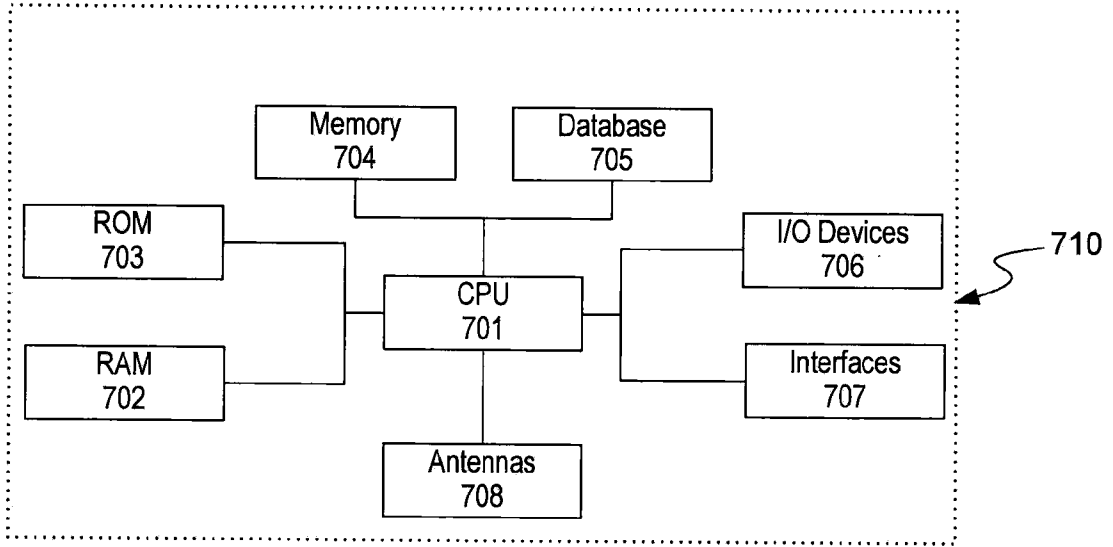 Memory
704
Database
705
ROM
703
I/O Devices
706
710
CPU
701
RAM
702
Interfaces
707
Antennas
708